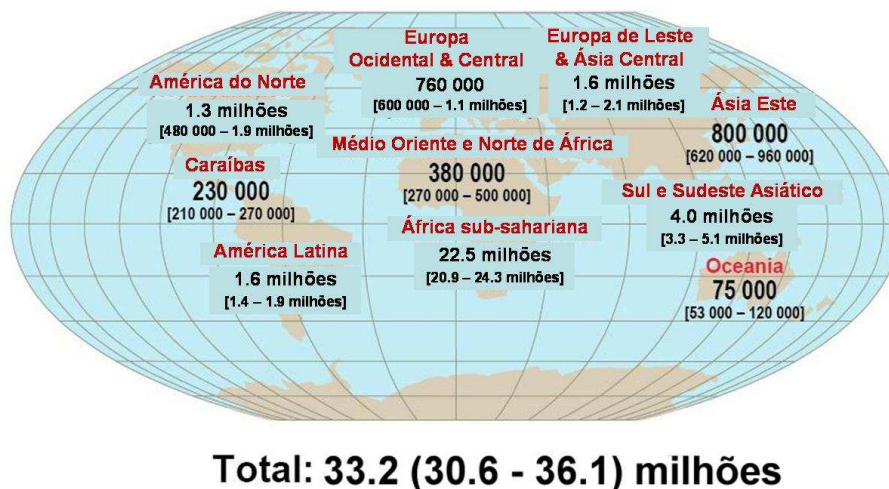 Europa
Ocidental & Central
760 000
[600 000 – 1.1 milhões]
Europa de Leste
& Ásia Central
1.6 milhões
[1.2 – 2.1 milhões]
América do Norte
1.3 milhões
[480 000 – 1.9 milhões]
Ásia Este
800 000
[620 000 – 960 000]
Médio Oriente e Norte de África
380 000
[270 000 – 500 000]
Caraíbas
230 000
[210 000 – 270 000]
Sul e Sudeste Asiático
4.0 milhões
[3.3 – 5.1 milhões]
África sub-sahariana
22.5 milhões
[20.9 – 24.3 milhões]
América Latina
1.6 milhões
[1.4 – 1.9 milhões]
Oceania
75 000
[53 000 – 120 000]
Total: 33.2 (30.6 - 36.1) milhões